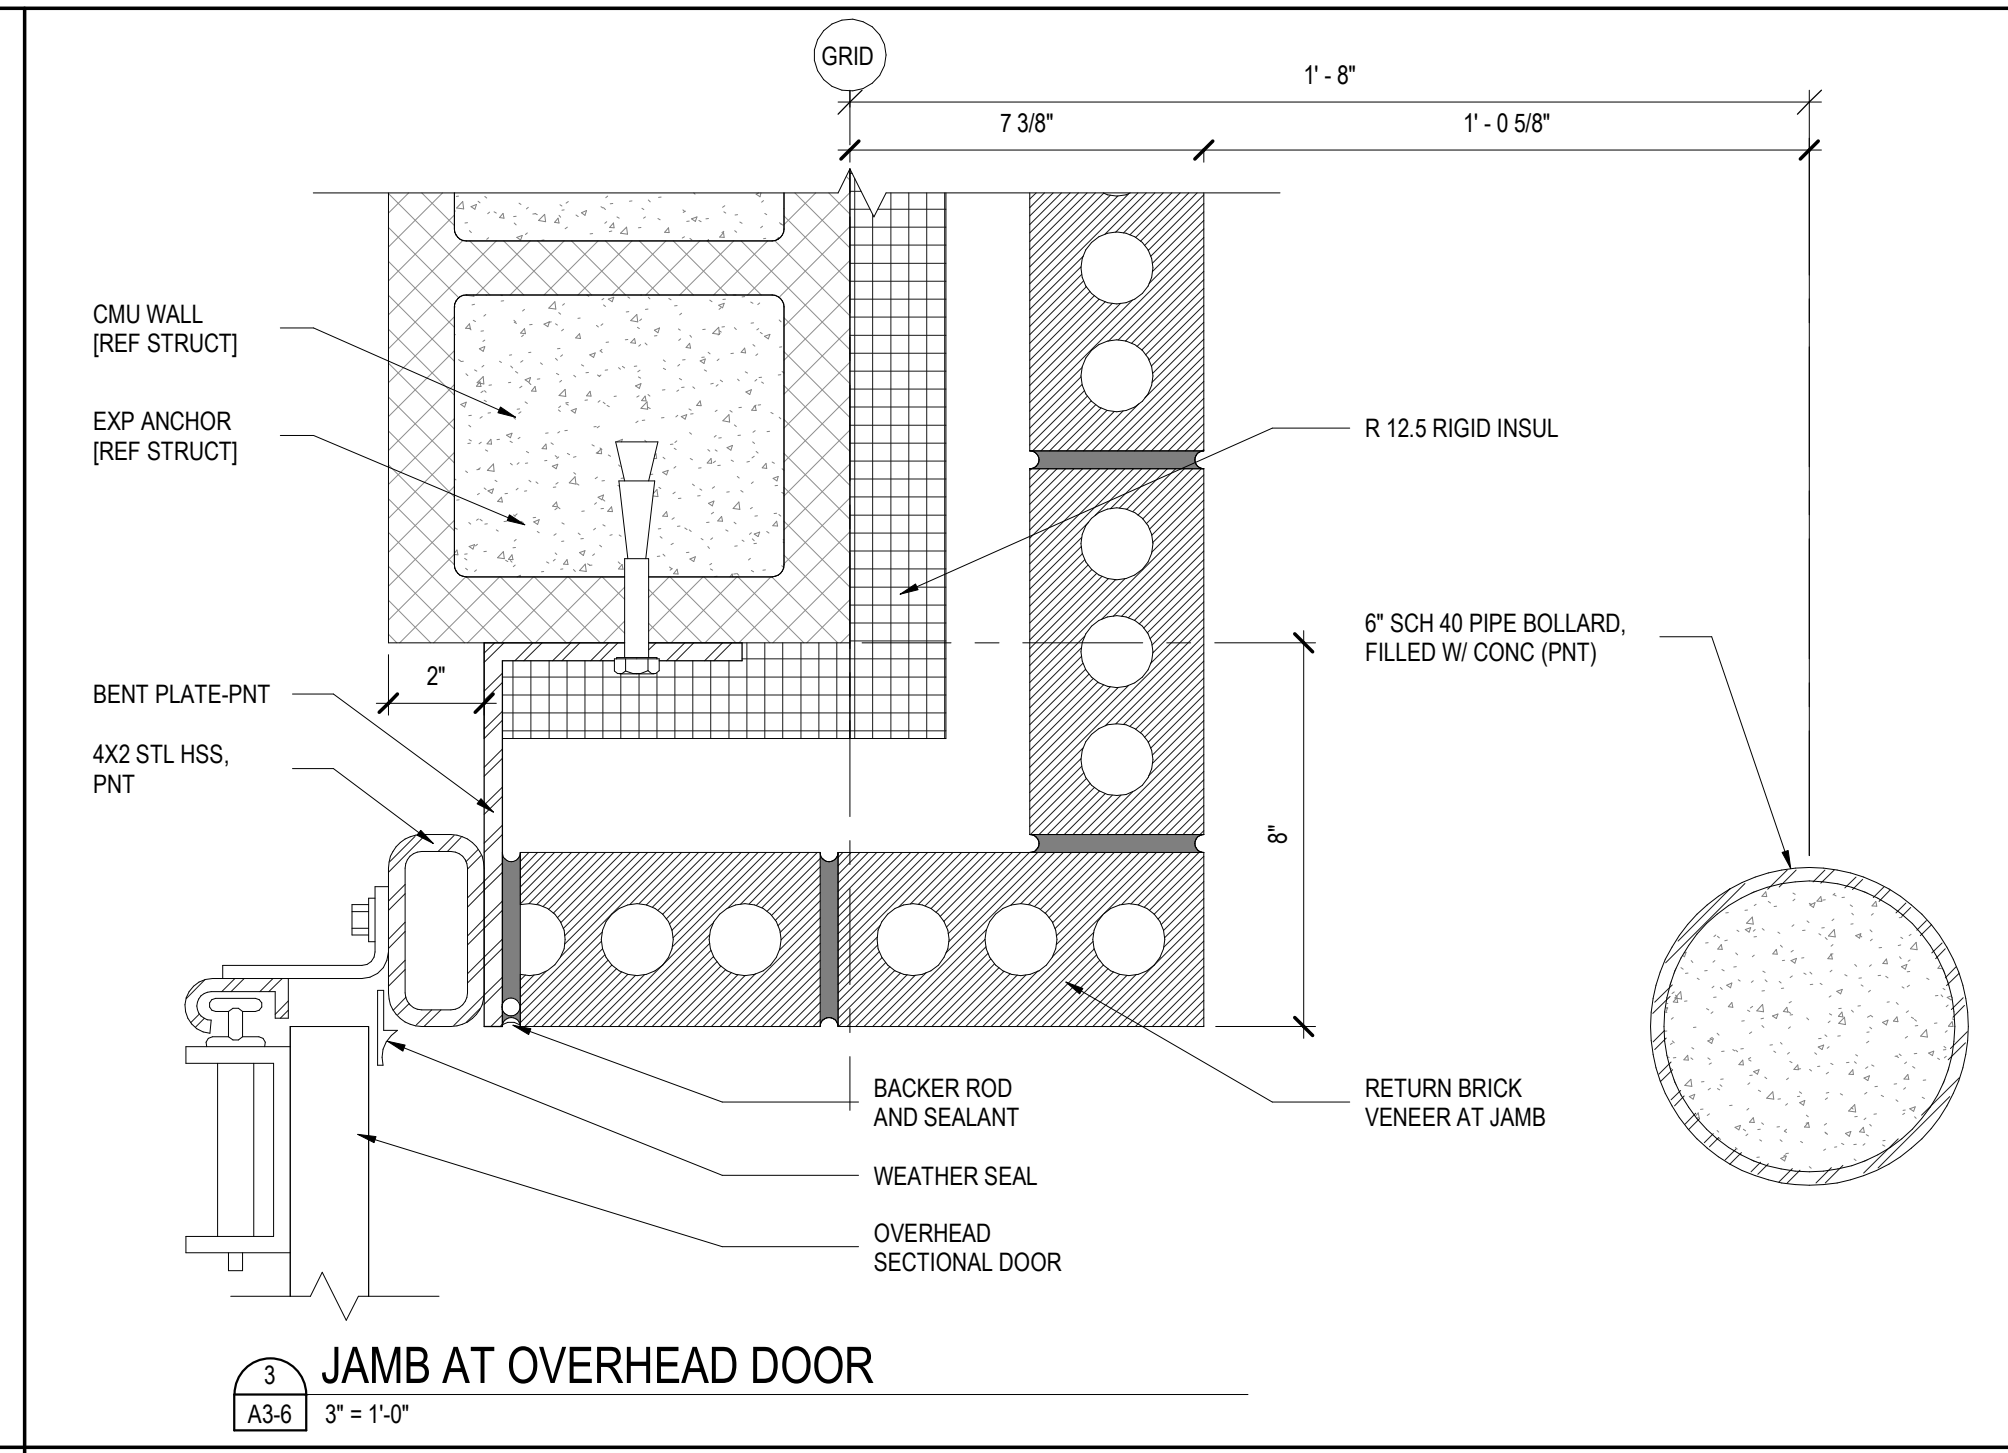 GRID
1' - 8"
7 3/8"
1' - 0 5/8"
CMU WALL
[REF STRUCT]
EXP ANCHOR
[REF STRUCT]
R 12.5 RIGID INSUL
6" SCH 40 PIPE BOLLARD,
FILLED W/ CONC (PNT)
2"
BENT PLATE-PNT
4X2 STL HSS,
PNT
8"
BACKER ROD
AND SEALANT
RETURN BRICK
VENEER AT JAMB
WEATHER SEAL
OVERHEAD
SECTIONAL DOOR
3
JAMB AT OVERHEAD DOOR
A3-6
3" = 1'-0"